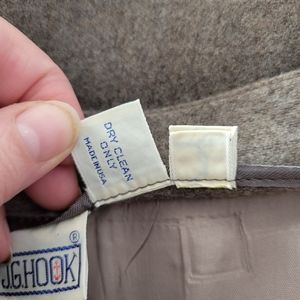 DRY CLEAN
ONLY
MADE IN USA
®
J.G.HOOK